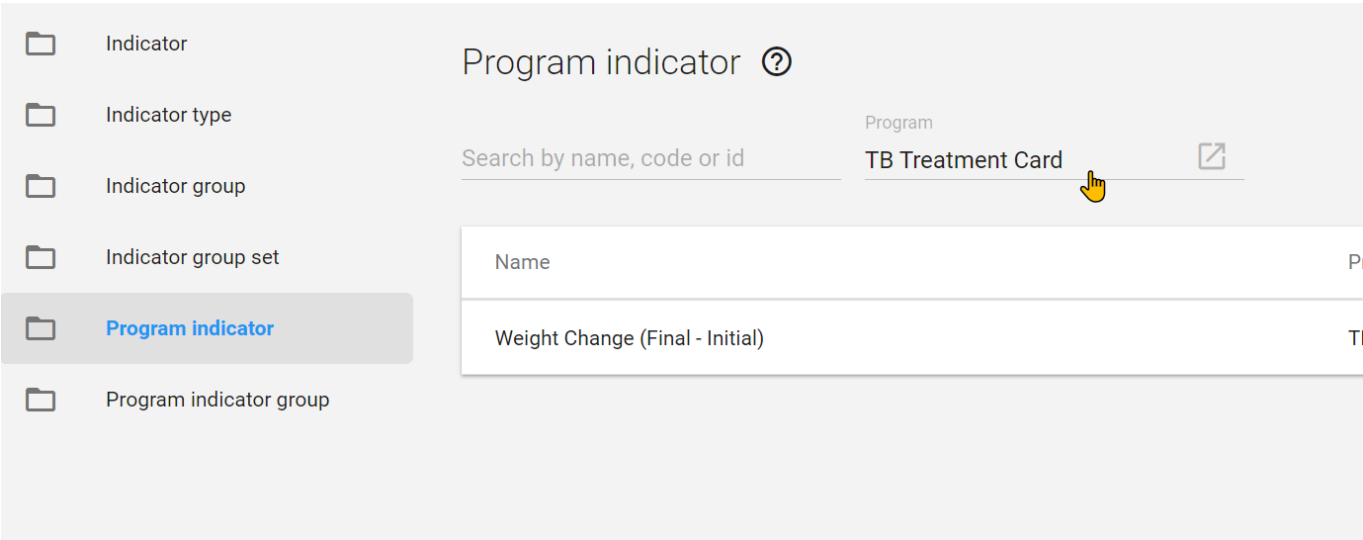 Indicator
Indicator type
Indicator group
Indicator group set
Program indicator
Program indicator group
Program indicator
Search by name, code or id
Program
TB Treatment Card
Name
Weight Change (Final - Initial)